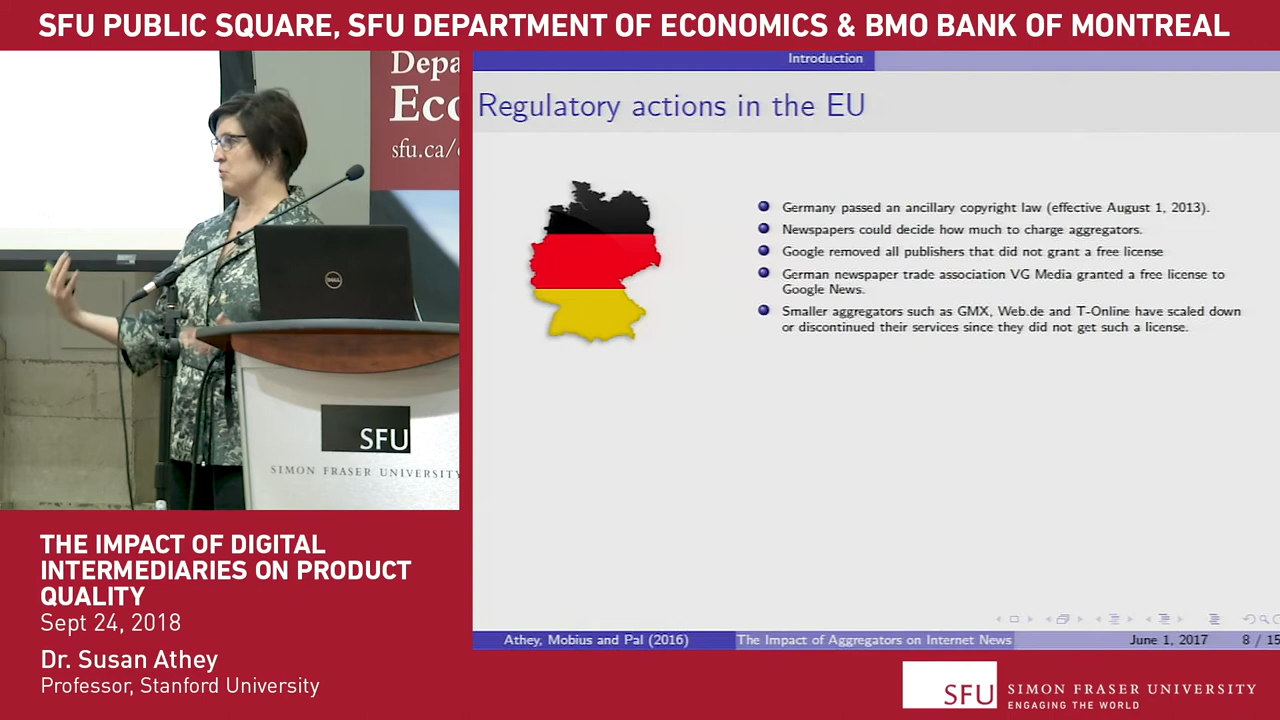 SFU PUBLIC SQUARE, SFU DEPARTMENT OF ECONOMICS & BMO BANK OF MONTREAL
Depa
Eco
sfu.ca/
DELL
SFU
SIMON FRASER UNIVERSITY
Introduction
Regulatory actions in the EU
Germany passed an ancillary copyright law (effective August 1, 2013).
Newspapers could decide how much to charge aggregators.
Google removed all publishers that did not grant a free license
German newspaper trade association VG Media granted a free license to
Google News.
Smaller aggregators such as GMX, Web.de and T-Online have scaled down
or discontinued their services since they did not get such a license.
Athey, Mobius and Pal (2016)
The Impact of Aggregators on Internet News
June 1, 2017
8 / 15
THE IMPACT OF DIGITAL
INTERMEDIARIES ON PRODUCT
QUALITY
Sept 24, 2018
Dr. Susan Athey
Professor, Stanford University
SFU
SIMON FRASER UNIVERSITY
ENGAGING THE WORLD